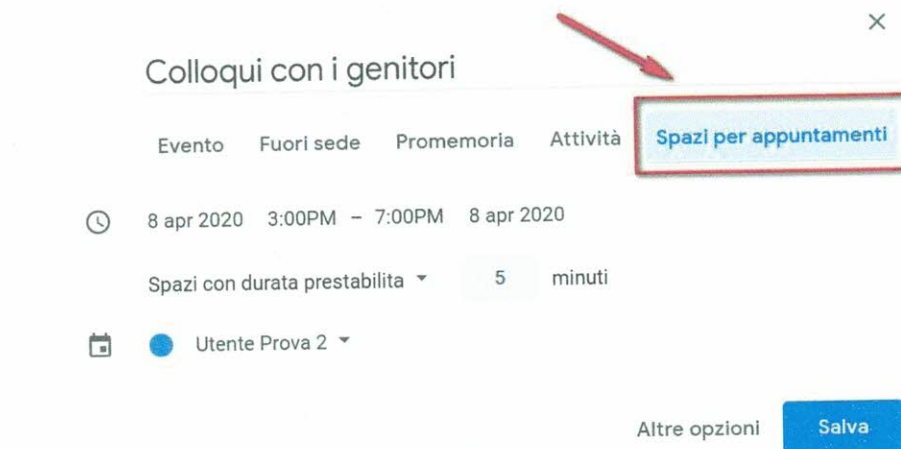 Colloqui con i genitori
Evento Fuori sede Promemoria Attività Spazi per appuntamenti
8 apr 2020 3:00PM – 7:00PM 8 apr 2020
Spazi con durata prestabilita 5 minuti
Utente Prova 2
Altre opzioni Salva